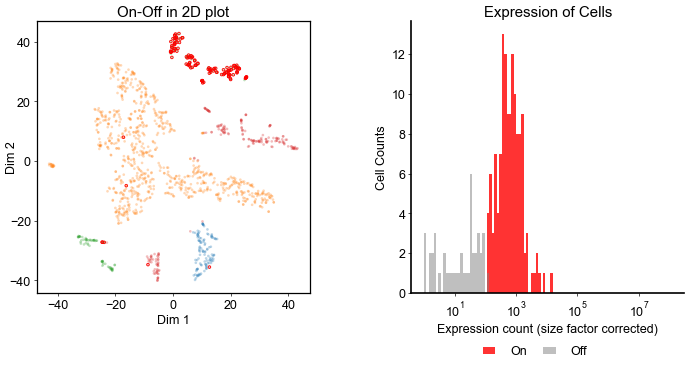 On-Off in 2D plot
40
20
0
−20
−40
Dim 2
−40 −20 0 20 40
Dim 1
Expression of Cells
12
10
8
6
4
2
0
Cell Counts
10^1 10^3 10^5 10^7
Expression count (size factor corrected)
On Off